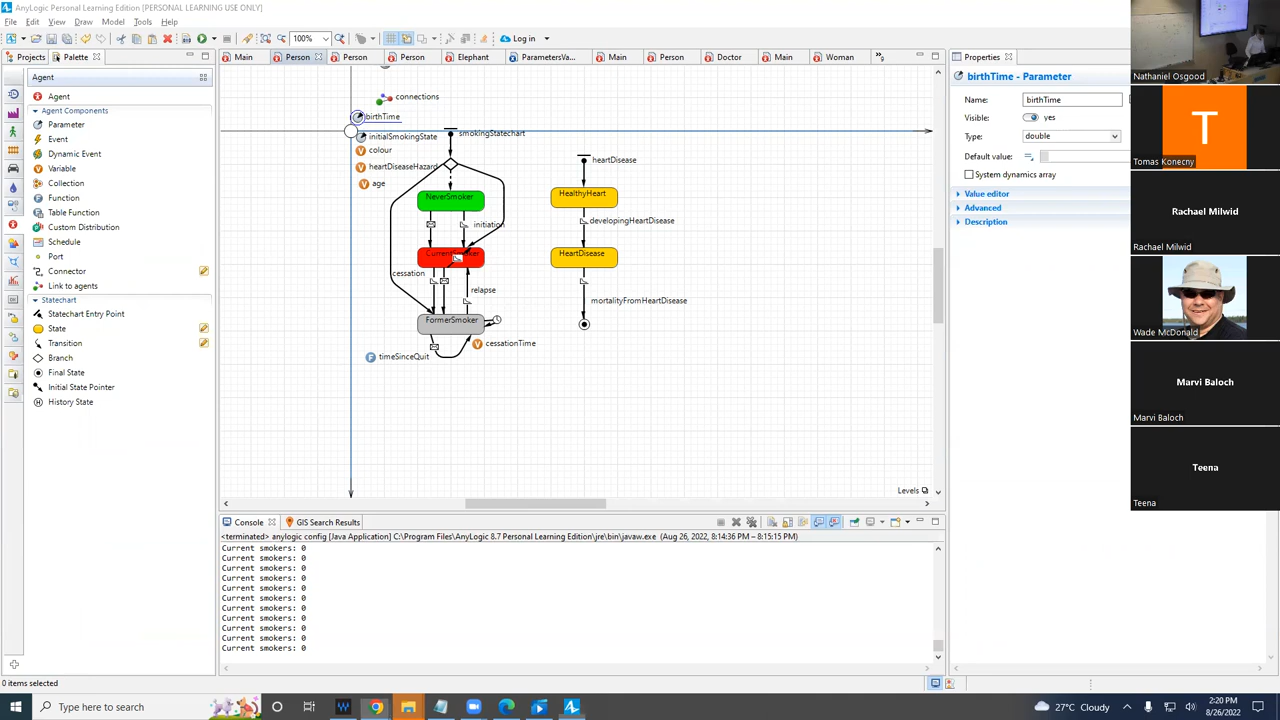 AnyLogic Personal Learning Edition [PERSONAL LEARNING USE ONLY]
File Edit View Draw Model Tools Help
100% Log in
Projects Palette
Main Person Person Person Elephant ParametersVa... Main Person Doctor Main Woman
Properties
Agent
Agent
Agent Components
Parameter
Event
Dynamic Event
Variable
Collection
Function
Table Function
Custom Distribution
Schedule
Port
Connector
Link to agents
Statechart
Statechart Entry Point
State
Transition
Branch
Final State
Initial State Pointer
History State
connections
birthTime
initialSmokingState
smokingStatechart
colour
heartDiseaseHazard
age
NeverSmoker
initiation
CurrentSmoker
cessation
relapse
FormerSmoker
cessationTime
timeSinceQuit
heartDisease
HealthyHeart
developingHeartDisease
HeartDisease
mortalityFromHeartDisease
Levels
birthTime - Parameter
Name: birthTime
Visible: yes
Type: double
Default value:
System dynamics array
Value editor
Advanced
Description
Console GIS Search Results
<terminated> anylogic config [Java Application] C:\Program Files\AnyLogic 8.7 Personal Learning Edition\jre\bin\javaw.exe (Aug 26, 2022, 8:14:36 PM – 8:15:15 PM)
Current smokers: 0
Current smokers: 0
Current smokers: 0
Current smokers: 0
Current smokers: 0
Current smokers: 0
Current smokers: 0
Current smokers: 0
Current smokers: 0
Current smokers: 0
Current smokers: 0
0 items selected
Nathaniel Osgood
T
Tomas Konecny
Rachael Milwid
Rachael Milwid
Wade McDonald
Marvi Baloch
Marvi Baloch
Teena
Teena
Type here to search
27°C Cloudy
2:20 PM
8/26/2022